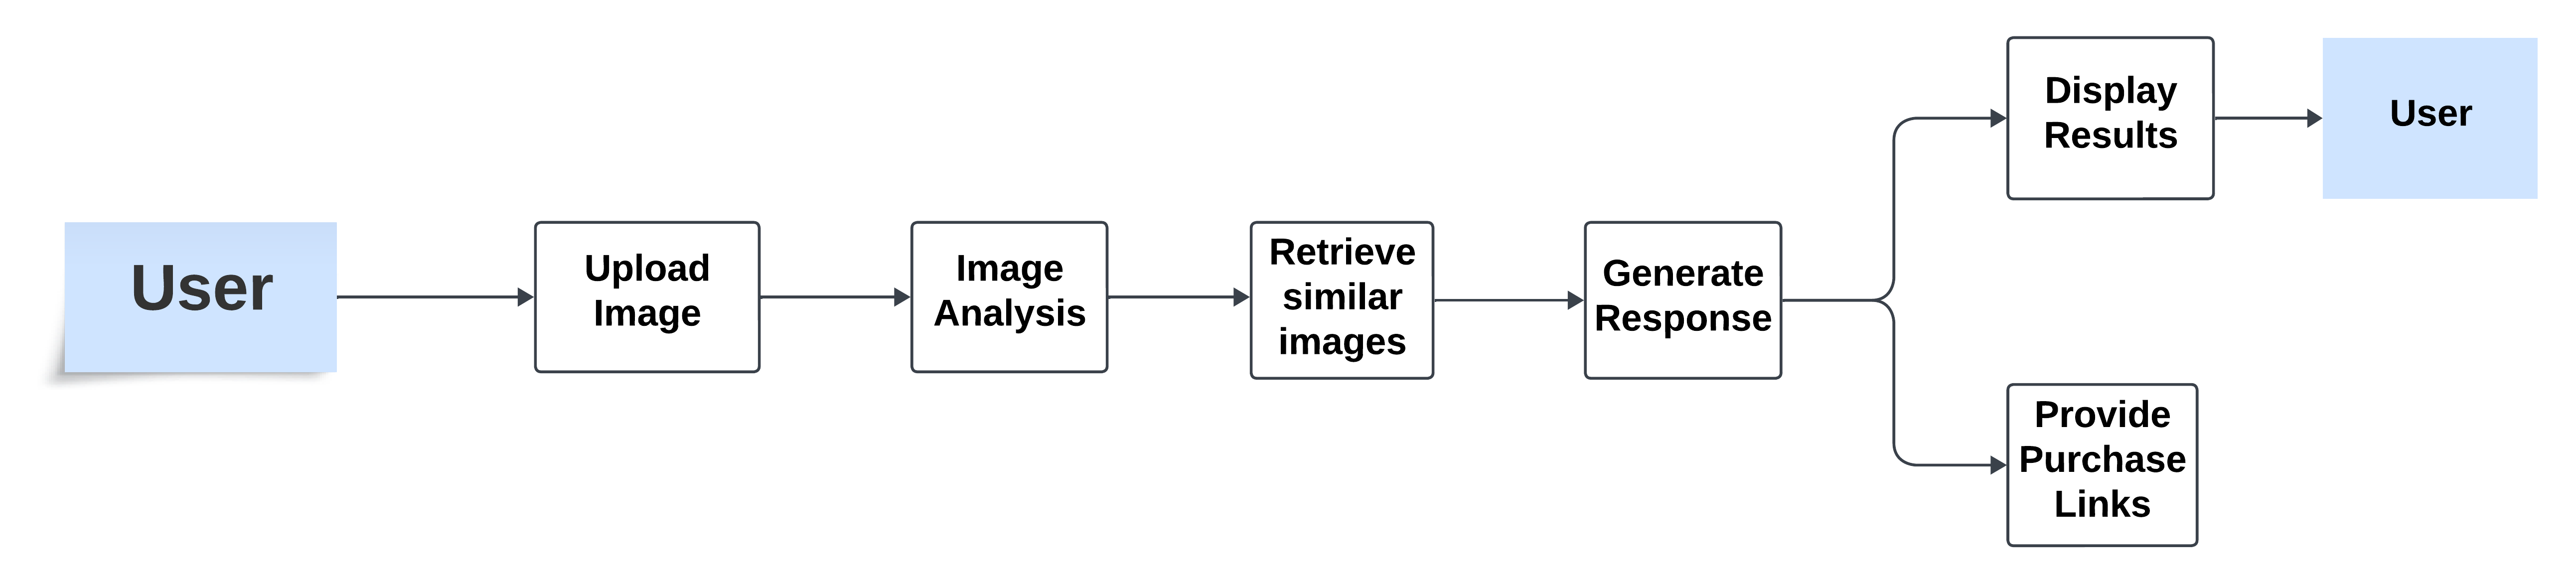 User
Upload
Image
Image
Analysis
Retrieve
similar
images
Generate
Response
Display
Results
User
Provide
Purchase
Links